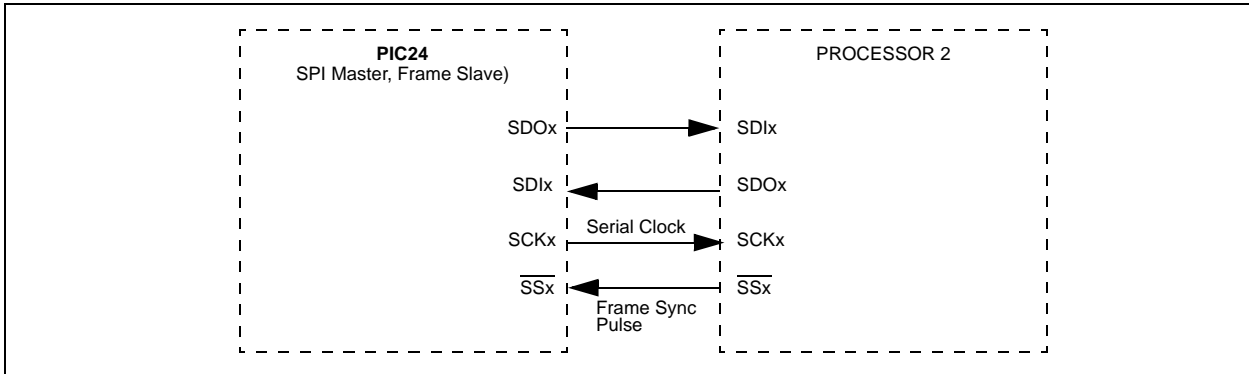 PIC24
SPI Master, Frame Slave)
PROCESSOR 2
SDOx
SDIx
SDIx
SDOx
Serial Clock
SCKx
SCKx
SSx
SSx
Frame Sync
Pulse